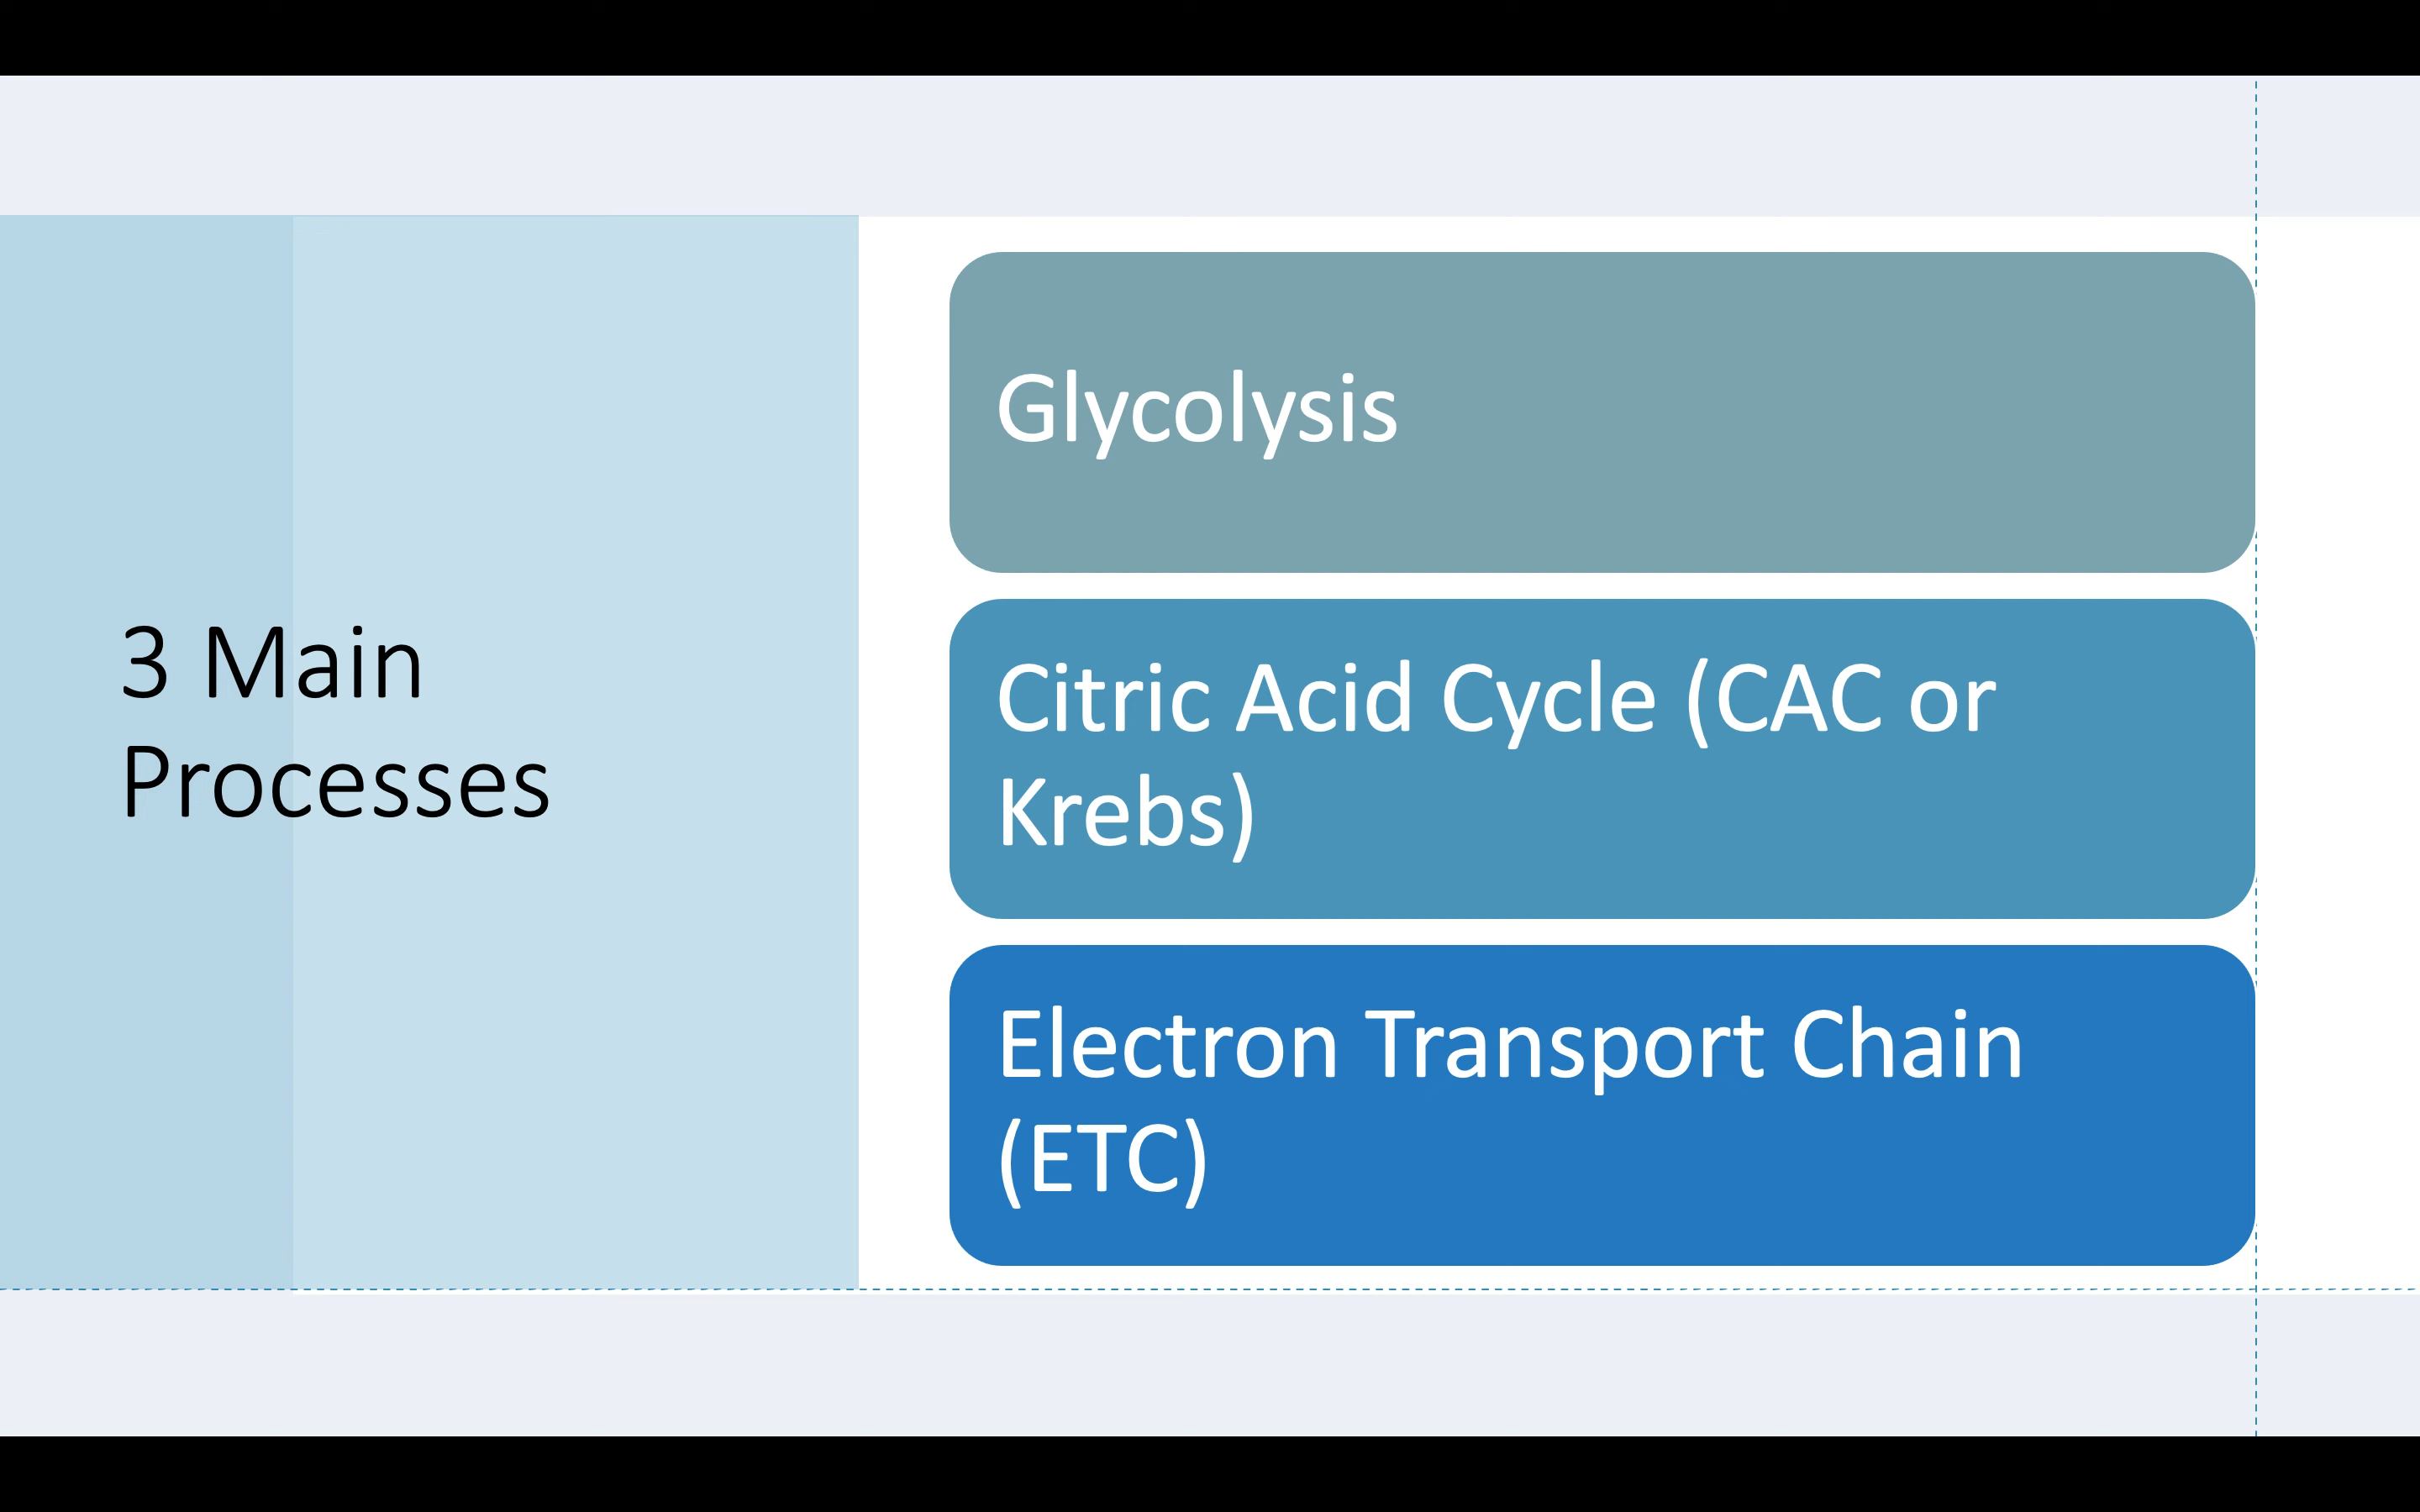 3 Main
Processes
Glycolysis
Citric Acid Cycle (CAC or
Krebs)
Electron Transport Chain
(ETC)